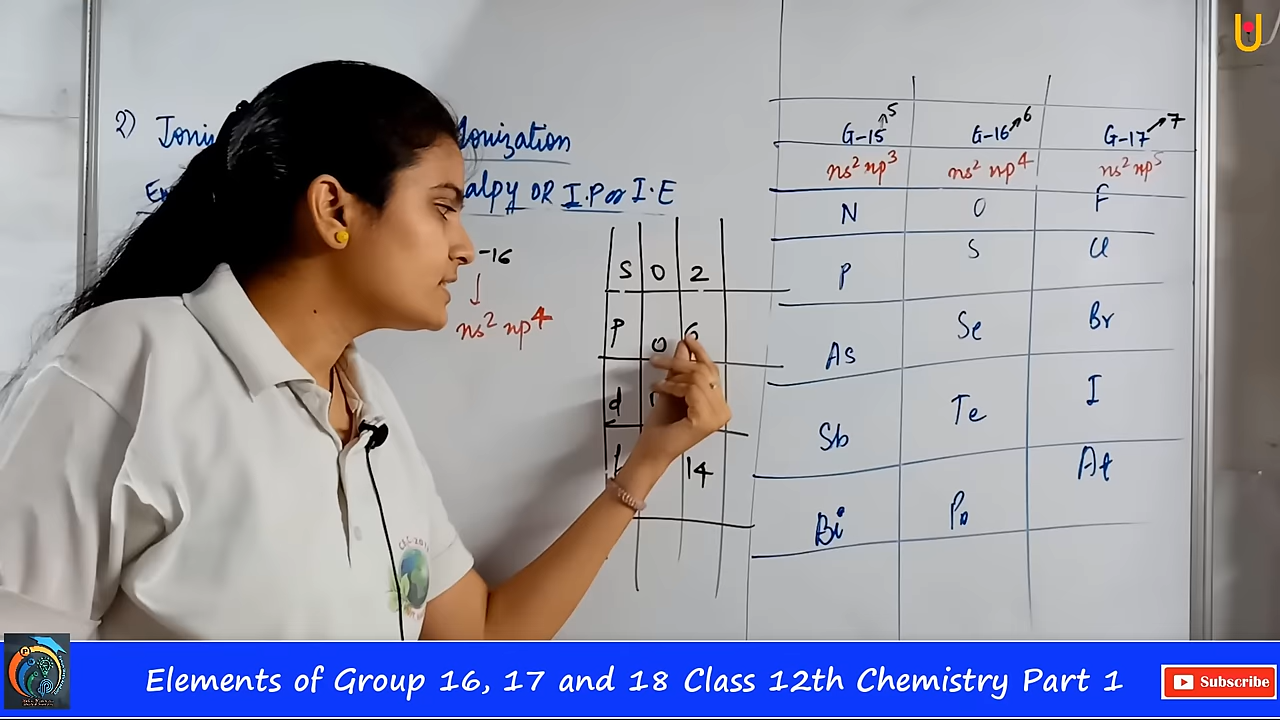 2) Ioni Ionization
En alpy OR I.P or I.E
-16
↓
ns² np⁴
S 0 2
P 0 6
d
14
G-15 ↗5 G-16 ↗6 G-17 ↗7
ns² np³ ns² np⁴ ns² np⁵
N O F
P S Cl
As Se Br
Sb Te I
Bi Po At
Elements of Group 16, 17 and 18 Class 12th Chemistry Part 1
Subscribe